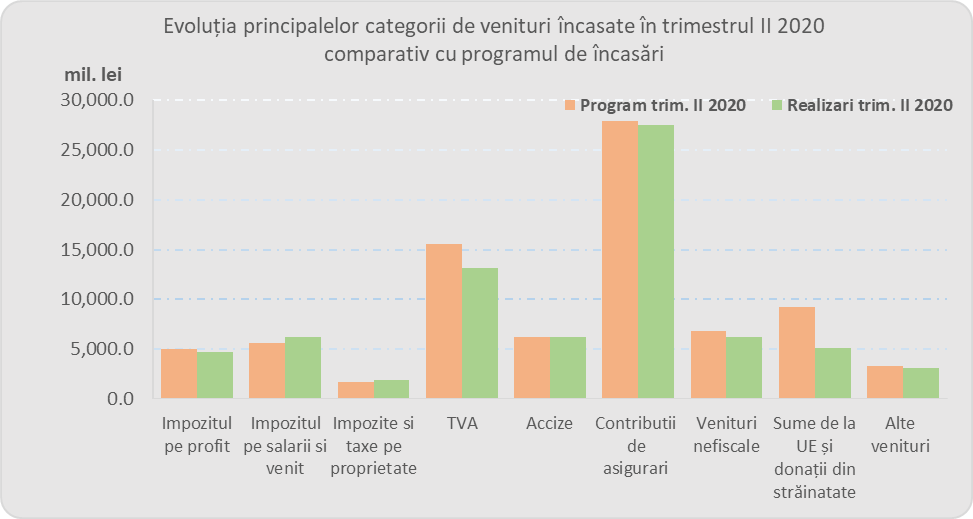 Evoluția principalelor categorii de venituri încasate în trimestrul II 2020
comparativ cu programul de încasări
mil. lei
Program trim. II 2020
Realizari trim. II 2020
30,000.0
25,000.0
20,000.0
15,000.0
10,000.0
5,000.0
0.0
Impozitul
pe profit
Impozitul
pe salarii si
venit
Impozite si
taxe pe
proprietate
TVA
Accize
Contributii
de
asigurari
Venituri
nefiscale
Sume de la
UE și
donații din
străinatate
Alte
venituri